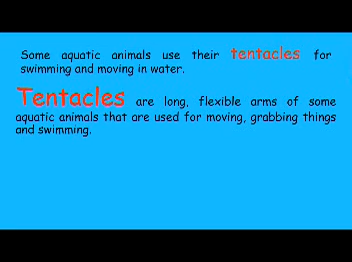 Some aquatic animals use their tentacles for
swimming and moving in water.
Tentacles are long, flexible arms of some
aquatic animals that are used for moving, grabbing things
and swimming.